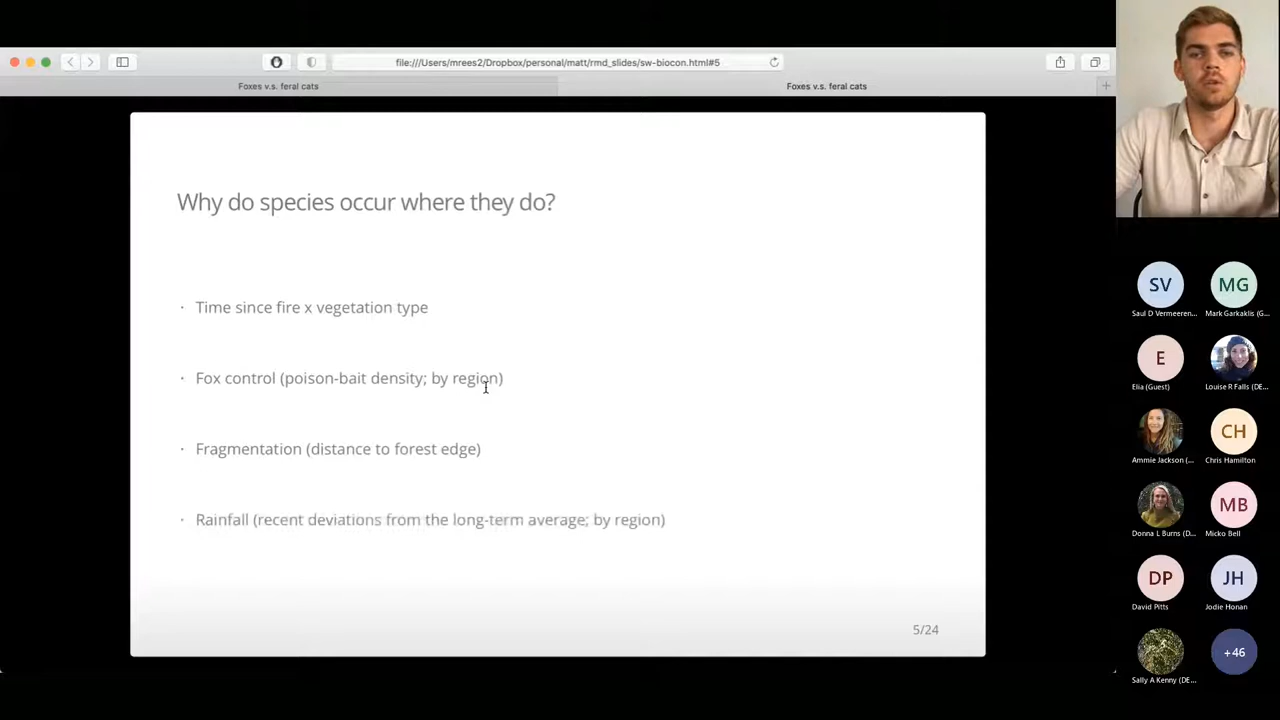 file:///Users/mrees2/Dropbox/personal/matt/rmd_slides/sw-biocon.html#5
Foxes v.s. feral cats
Foxes v.s. feral cats
Why do species occur where they do?
· Time since fire x vegetation type
· Fox control (poison-bait density; by region)
· Fragmentation (distance to forest edge)
· Rainfall (recent deviations from the long-term average; by region)
5/24
SV
MG
Saul D Vermeeren...
Mark Garkaklis (G...
E
Elia (Guest)
Louise R Falls (DE...
CH
Ammie Jackson (...
Chris Hamilton
MB
Donna L Burns (D...
Micko Bell
DP
JH
David Pitts
Jodie Honan
+46
Sally A Kenny (DE...